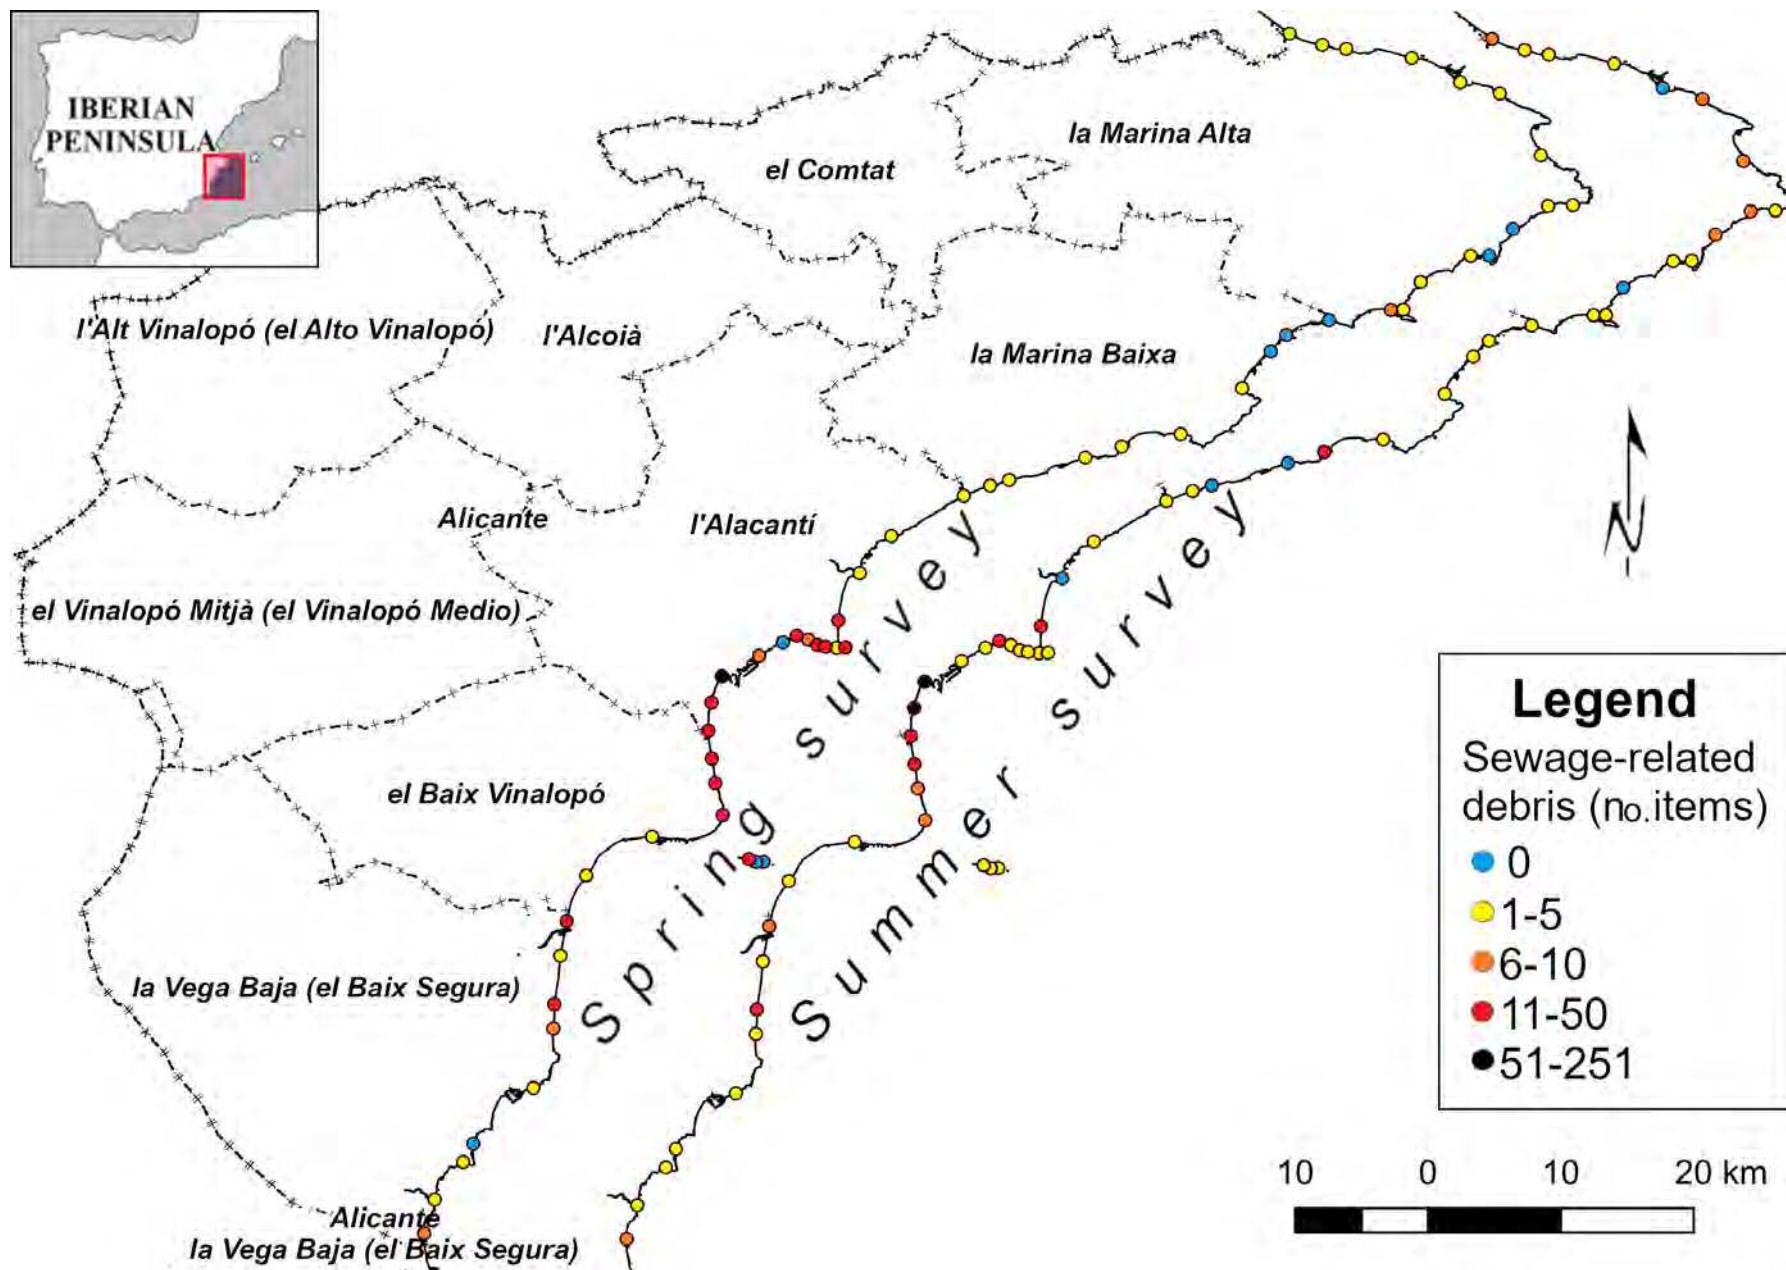 IBERIAN
PENINSULA
la Marina Alta
el Comtat
l'Alt Vinalopó (el Alto Vinalopó)
l'Alcoià
la Marina Baixa
Alicante
l'Alacantí
el Vinalopó Mitjà (el Vinalopó Medio)
el Baix Vinalopó
la Vega Baja (el Baix Segura)
Alicante
la Vega Baja (el Baix Segura)
Spring survey
Summer survey
N
Legend
Sewage-related
debris (no.items)
0
1-5
6-10
11-50
51-251
10 0 10 20 km